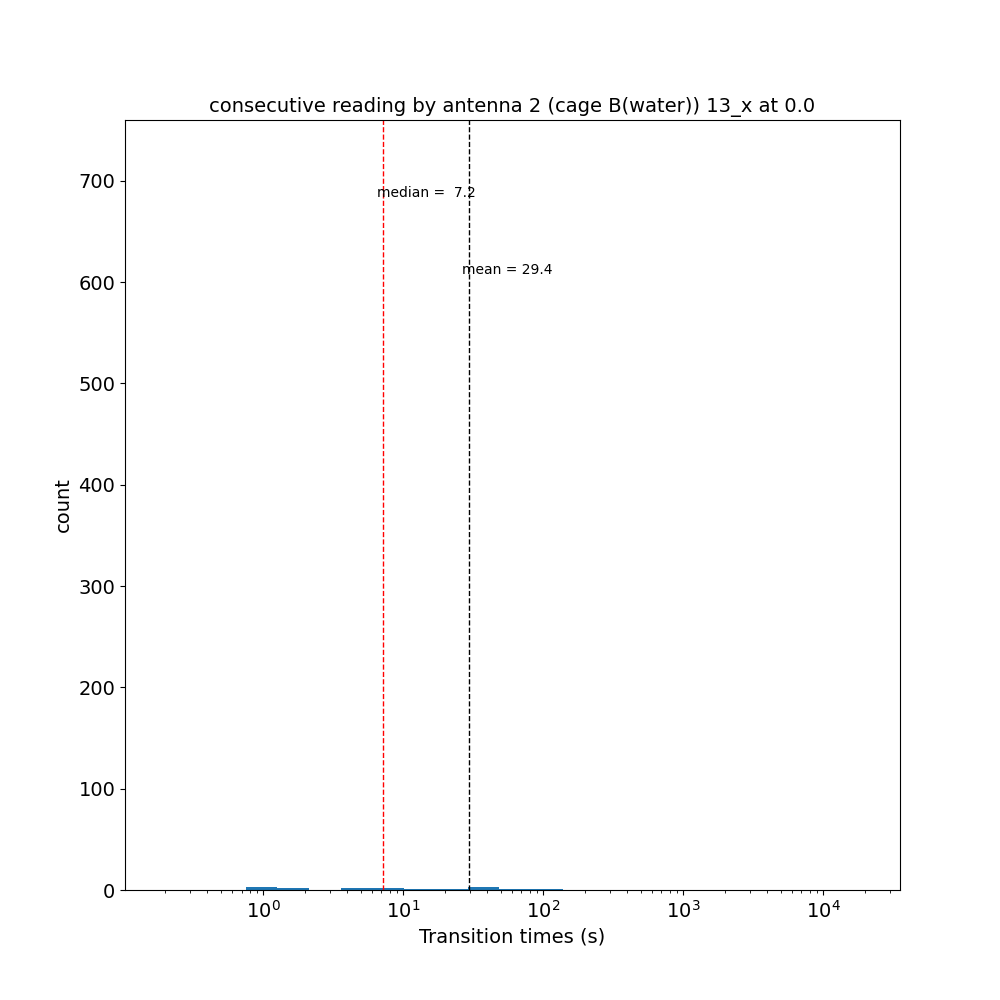 consecutive reading by antenna 2 (cage B(water)) 13_x at 0.0
700
median =  7.2
mean = 29.4
600
500
400
count
300
200
100
0
10⁰ 10¹ 10² 10³ 10⁴
Transition times (s)